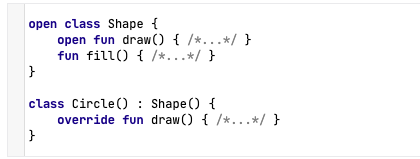 open class Shape {
    open fun draw() { /*...*/ }
    fun fill() { /*...*/ }
}

class Circle() : Shape() {
    override fun draw() { /*...*/ }
}